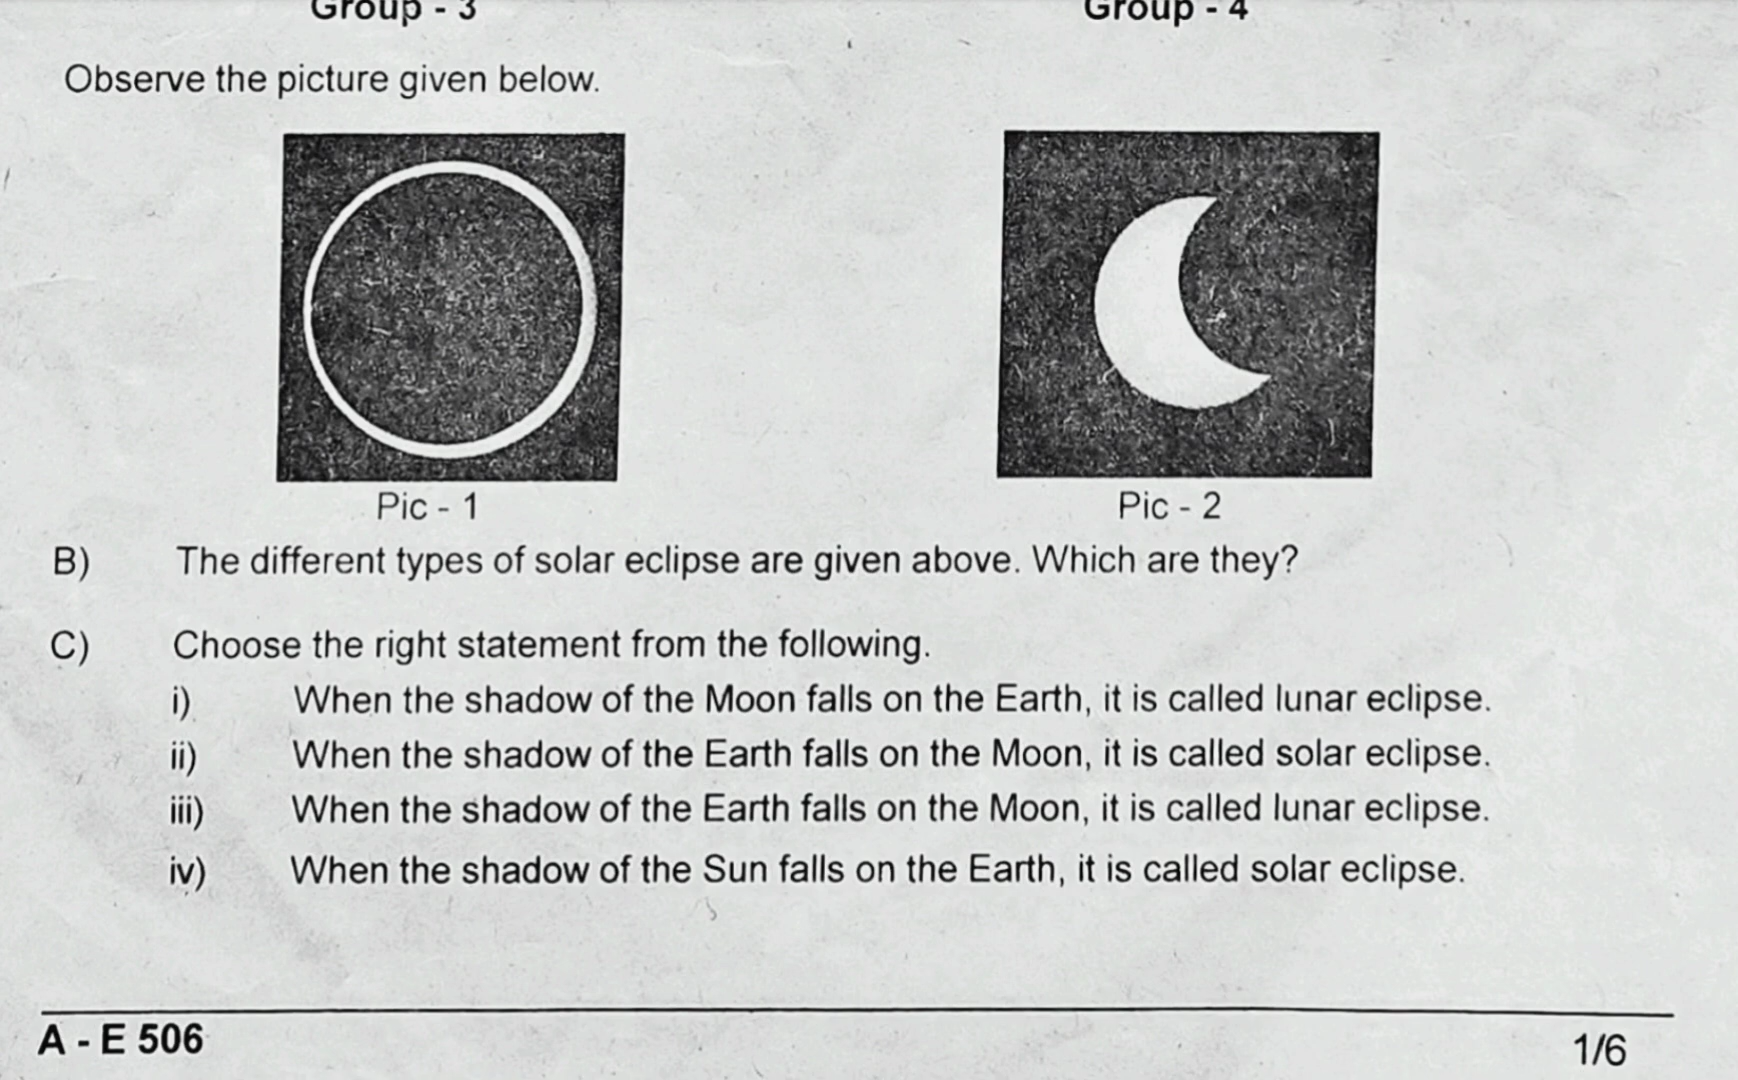 Group - 3
Group - 4
Observe the picture given below.
Pic - 1
Pic - 2
B) The different types of solar eclipse are given above. Which are they?
C) Choose the right statement from the following.
i) When the shadow of the Moon falls on the Earth, it is called lunar eclipse.
ii) When the shadow of the Earth falls on the Moon, it is called solar eclipse.
iii) When the shadow of the Earth falls on the Moon, it is called lunar eclipse.
iv) When the shadow of the Sun falls on the Earth, it is called solar eclipse.
A - E 506
1/6